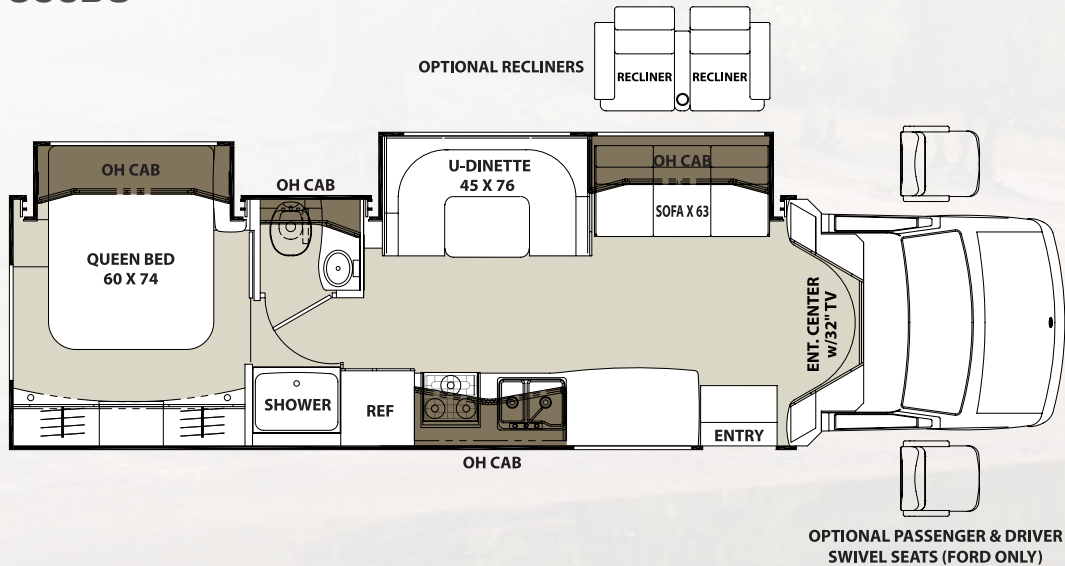 OPTIONAL RECLINERS
RECLINER
RECLINER
OH CAB
OH CAB
U-DINETTE
45 X 76
OH CAB
SOFA X 63
QUEEN BED
60 X 74
ENT. CENTER
w/32" TV
SHOWER
REF
ENTRY
OH CAB
OPTIONAL PASSENGER & DRIVER
SWIVEL SEATS (FORD ONLY)